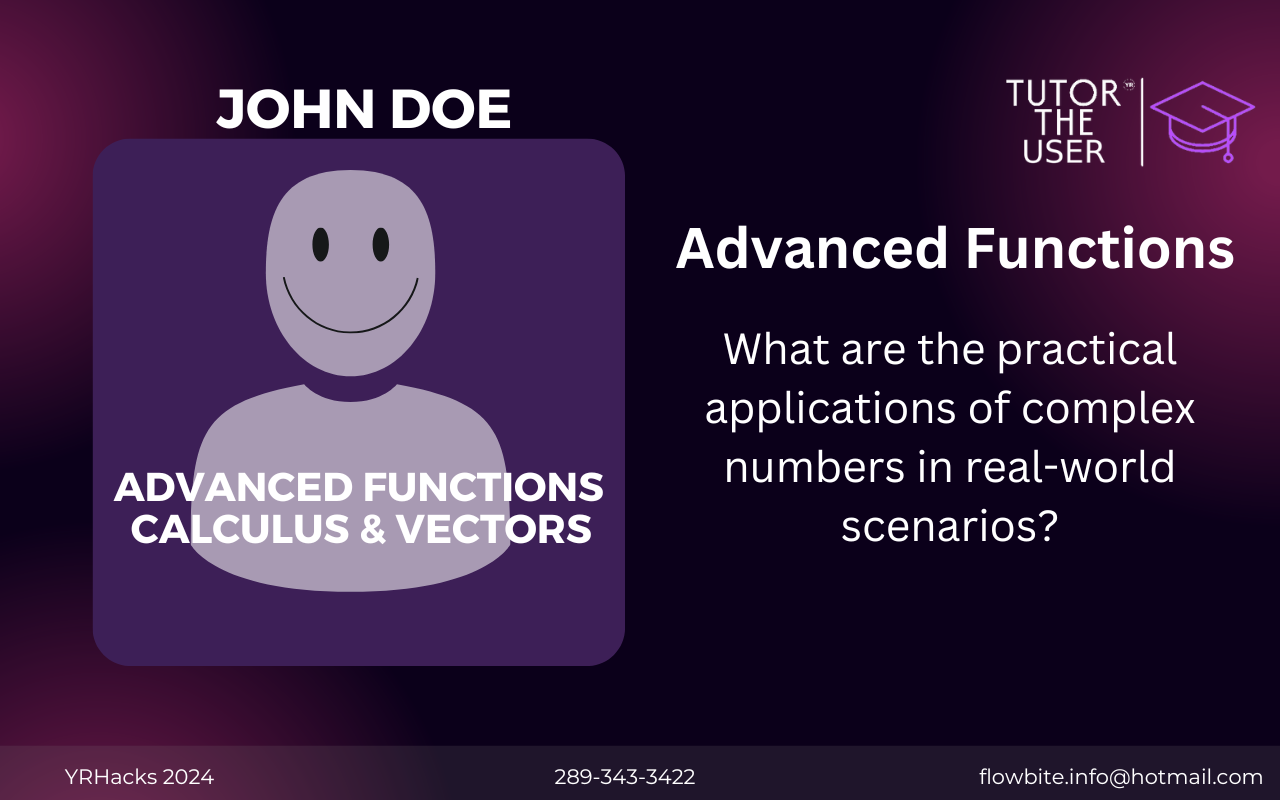 JOHN DOE
ADVANCED FUNCTIONS
CALCULUS & VECTORS
TUTOR YR
THE
USER
Advanced Functions
What are the practical
applications of complex
numbers in real-world
scenarios?
YRHacks 2024
289-343-3422
flowbite.info@hotmail.com